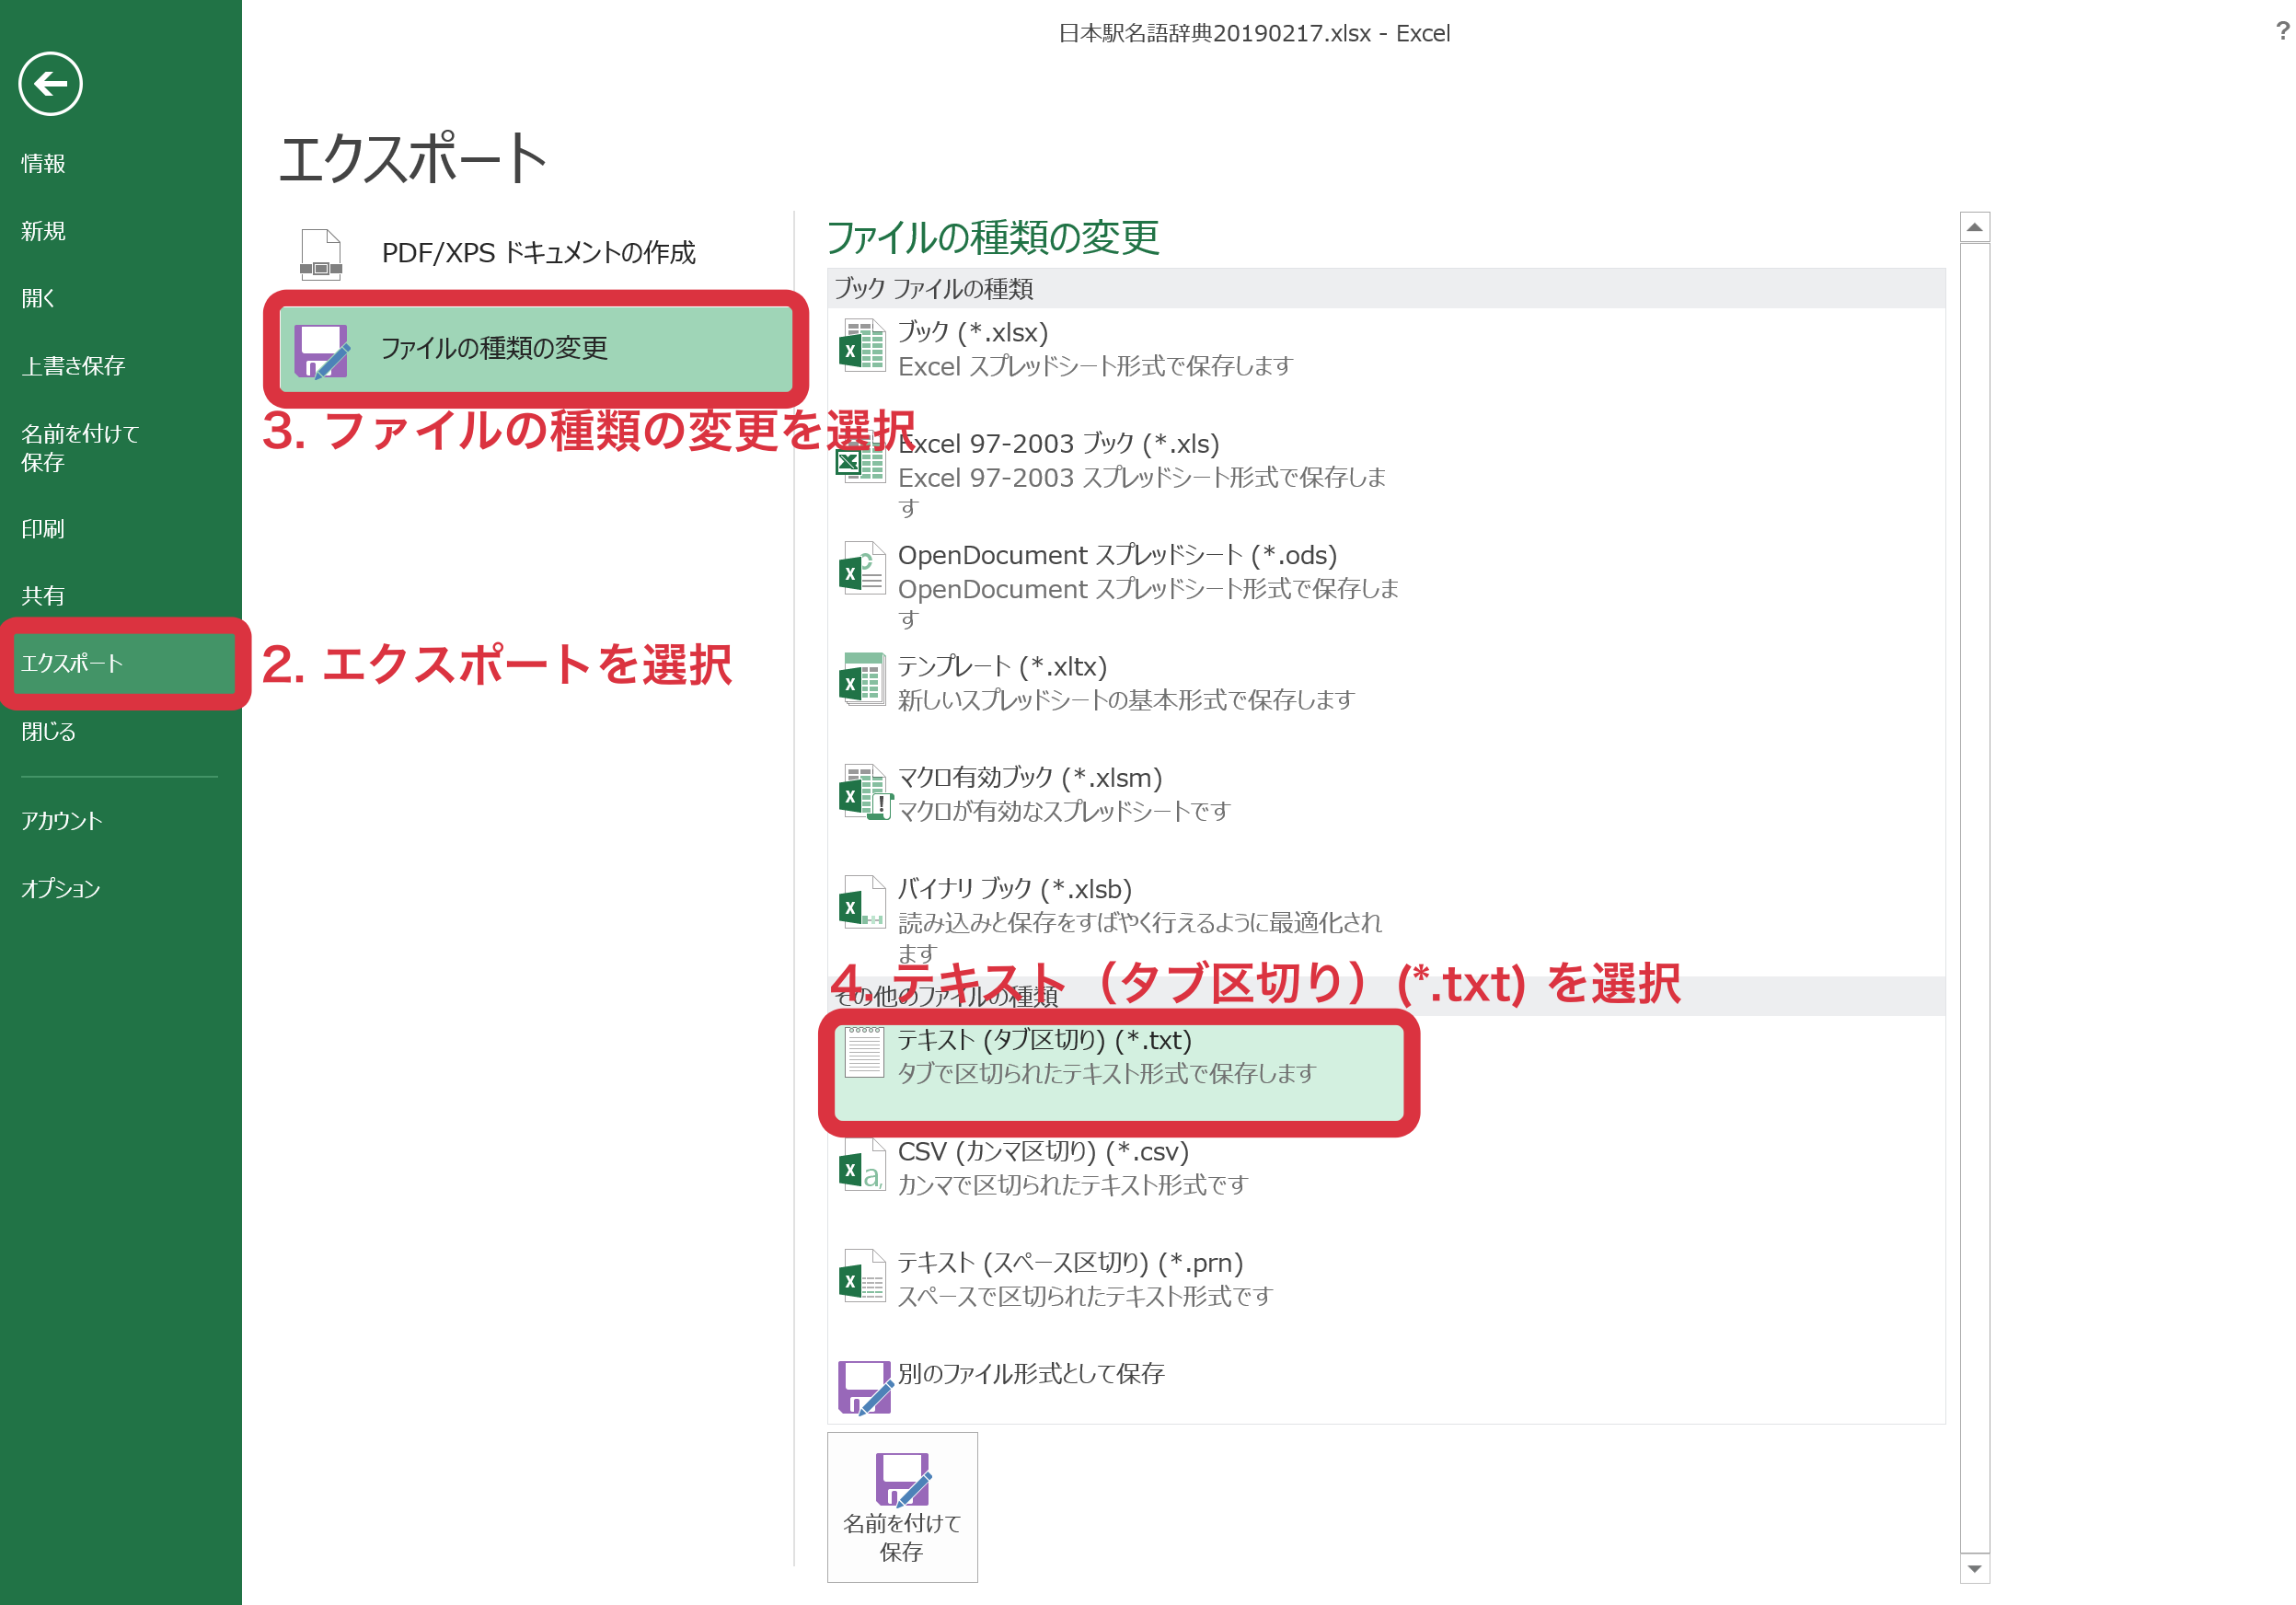 日本駅名語辞典20190217.xlsx - Excel
?
情報
新規
開く
上書き保存
名前を付けて
保存
印刷
共有
エクスポート
閉じる
アカウント
オプション
エクスポート
PDF/XPS ドキュメントの作成
ファイルの種類の変更
3. ファイルの種類の変更を選択
2. エクスポートを選択
ファイルの種類の変更
ブック ファイルの種類
ブック (*.xlsx)
Excel スプレッドシート形式で保存します
Excel 97-2003 ブック (*.xls)
Excel 97-2003 スプレッドシート形式で保存しま
す
OpenDocument スプレッドシート (*.ods)
OpenDocument スプレッドシート形式で保存しま
す
テンプレート (*.xltx)
新しいスプレッドシートの基本形式で保存します
マクロ有効ブック (*.xlsm)
マクロが有効なスプレッドシートです
バイナリ ブック (*.xlsb)
読み込みと保存をすばやく行えるように最適化され
ます
4. テキスト（タブ区切り）(*.txt) を選択
その他のファイルの種類
テキスト (タブ区切り) (*.txt)
タブで区切られたテキスト形式で保存します
CSV (カンマ区切り) (*.csv)
カンマで区切られたテキスト形式です
テキスト (スペース区切り) (*.prn)
スペースで区切られたテキスト形式です
別のファイル形式として保存
名前を付けて
保存